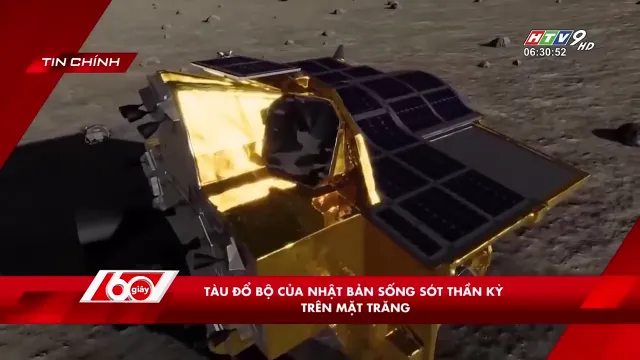 TIN CHÍNH
HTV9 HD
06:30:52
60 giây
TÀU ĐỔ BỘ CỦA NHẬT BẢN SỐNG SÓT THẦN KỲ
TRÊN MẶT TRĂNG